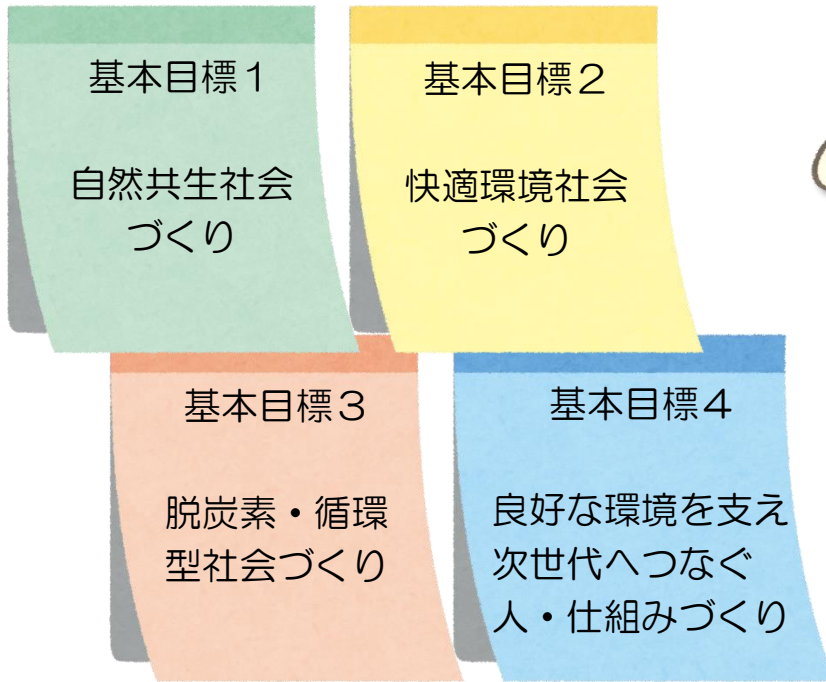 基本目標１
自然共生社会
づくり
基本目標２
快適環境社会
づくり
基本目標３
脱炭素・循環
型社会づくり
基本目標４
良好な環境を支え
次世代へつなぐ
人・仕組みづくり